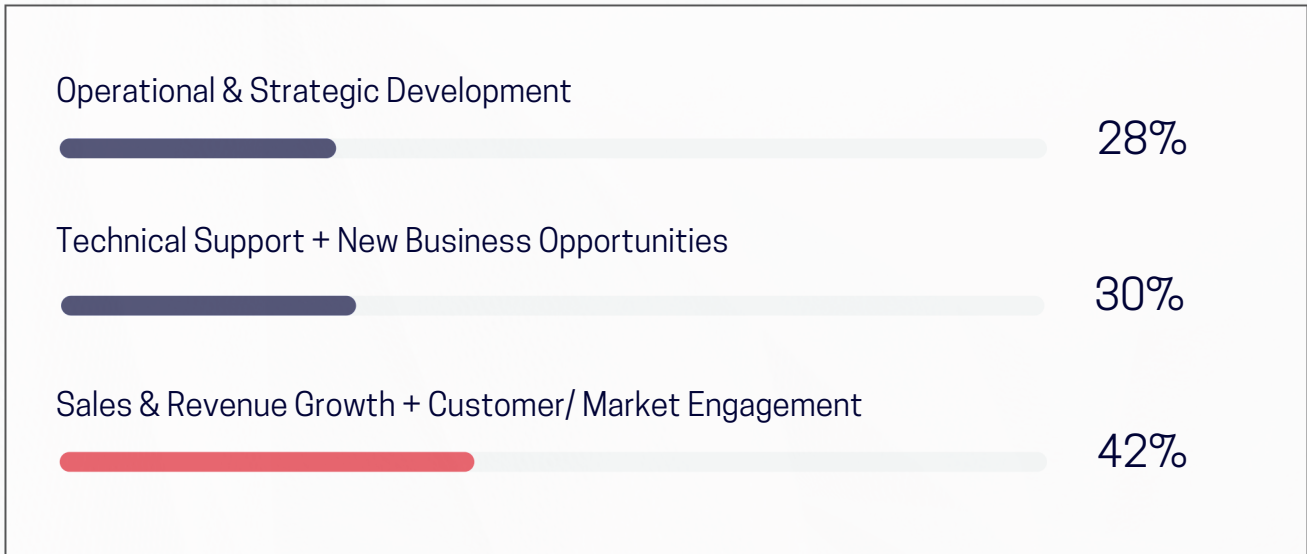 Operational & Strategic Development
28%
Technical Support + New Business Opportunities
30%
Sales & Revenue Growth + Customer/ Market Engagement
42%